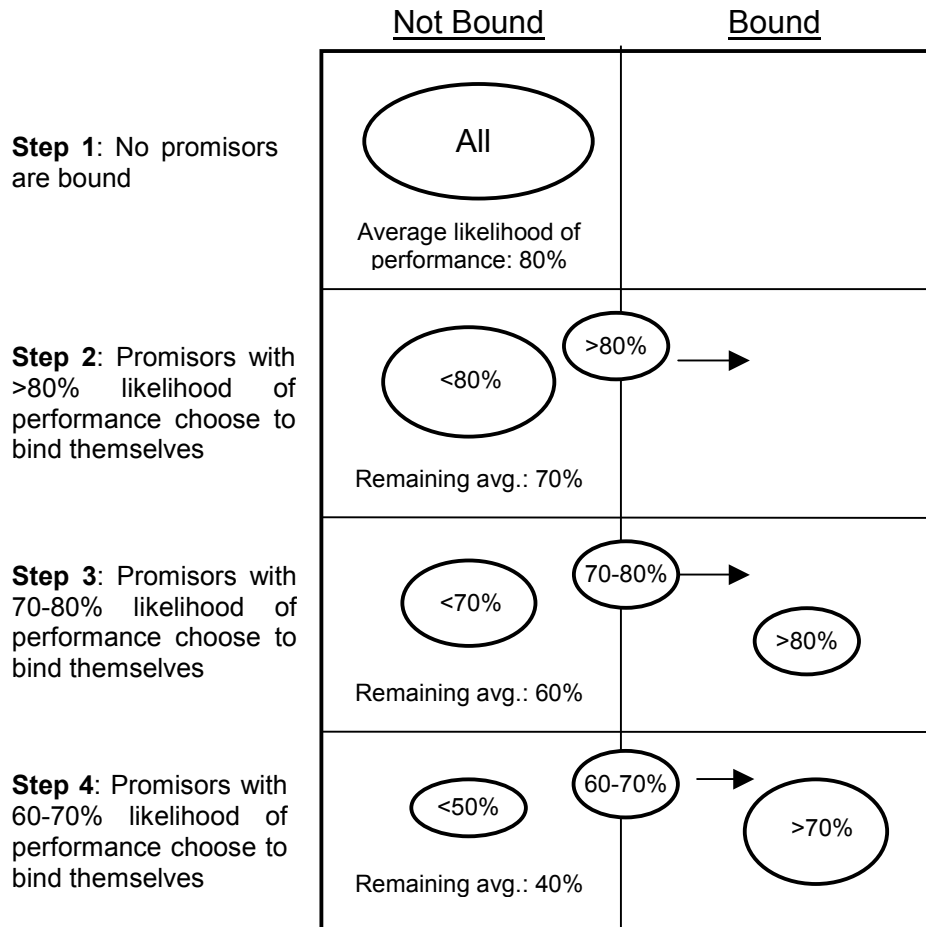 Not Bound Bound
Step 1: No promisors
are bound
All
Average likelihood of
performance: 80%
Step 2: Promisors with
>80% likelihood of
performance choose to
bind themselves
<80%
>80%
Remaining avg.: 70%
Step 3: Promisors with
70-80% likelihood of
performance choose to
bind themselves
<70%
70-80%
>80%
Remaining avg.: 60%
Step 4: Promisors with
60-70% likelihood of
performance choose to
bind themselves
<50%
60-70%
>70%
Remaining avg.: 40%